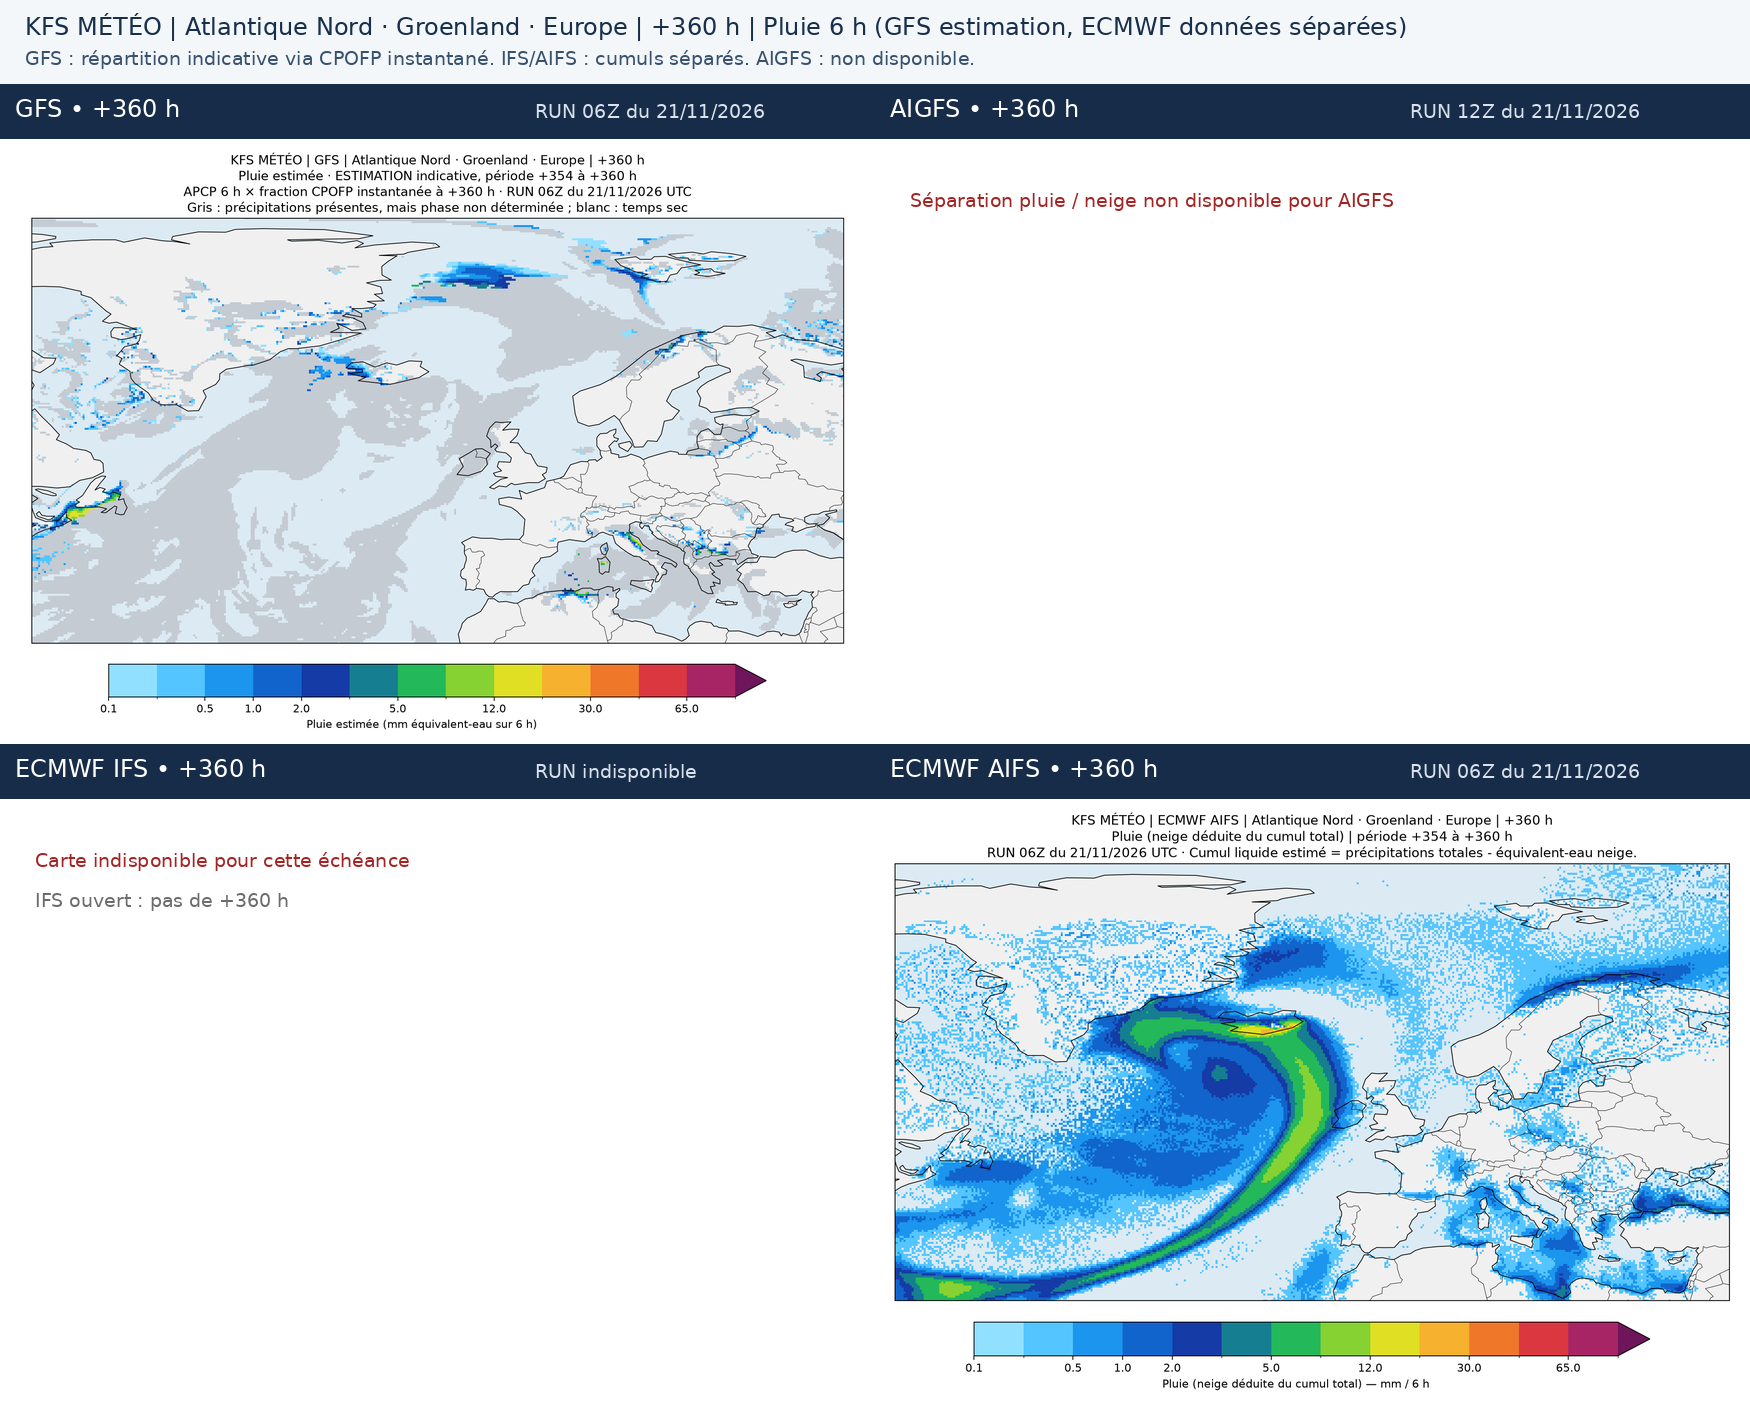 KFS MÉTÉO | Atlantique Nord · Groenland · Europe | +360 h | Pluie 6 h (GFS estimation, ECMWF données séparées)
GFS : répartition indicative via CPOFP instantané. IFS/AIFS : cumuls séparés. AIGFS : non disponible.
GFS • +360 h
RUN 06Z du 21/11/2026
AIGFS • +360 h
RUN 12Z du 21/11/2026
KFS MÉTÉO | GFS | Atlantique Nord · Groenland · Europe | +360 h
Pluie estimée · ESTIMATION indicative, période +354 à +360 h
APCP 6 h × fraction CPOFP instantanée à +360 h · RUN 06Z du 21/11/2026 UTC
Gris : précipitations présentes, mais phase non déterminée ; blanc : temps sec
Séparation pluie / neige non disponible pour AIGFS
0.1 0.5 1.0 2.0 5.0 12.0 30.0 65.0
Pluie estimée (mm équivalent-eau sur 6 h)
ECMWF IFS • +360 h
RUN indisponible
ECMWF AIFS • +360 h
RUN 06Z du 21/11/2026
Carte indisponible pour cette échéance
IFS ouvert : pas de +360 h
KFS MÉTÉO | ECMWF AIFS | Atlantique Nord · Groenland · Europe | +360 h
Pluie (neige déduite du cumul total) | période +354 à +360 h
RUN 06Z du 21/11/2026 UTC · Cumul liquide estimé = précipitations totales - équivalent-eau neige.
0.1 0.5 1.0 2.0 5.0 12.0 30.0 65.0
Pluie (neige déduite du cumul total) — mm / 6 h